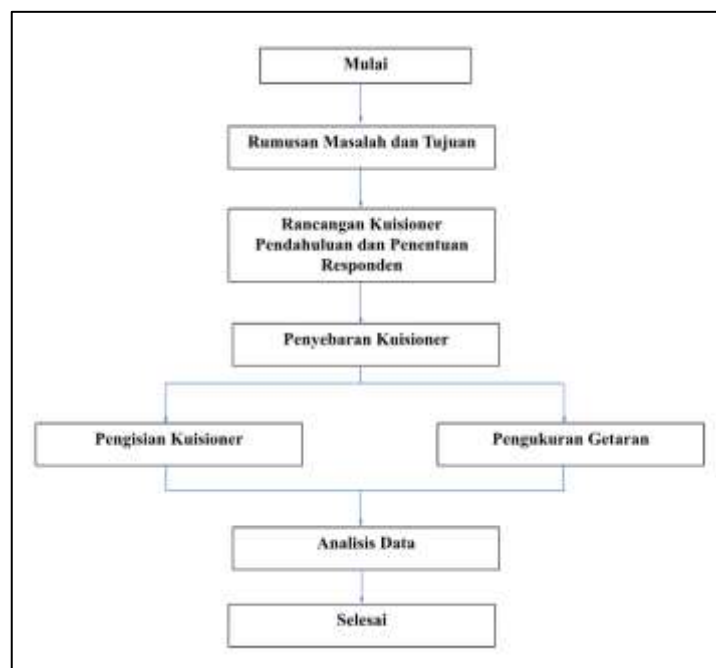 Mulai
Rumusan Masalah dan Tujuan
Rancangan Kuisioner
Pendahuluan dan Penentuan
Responden
Penyebaran Kuisioner
Pengisian Kuisioner
Pengukuran Getaran
Analisis Data
Selesai